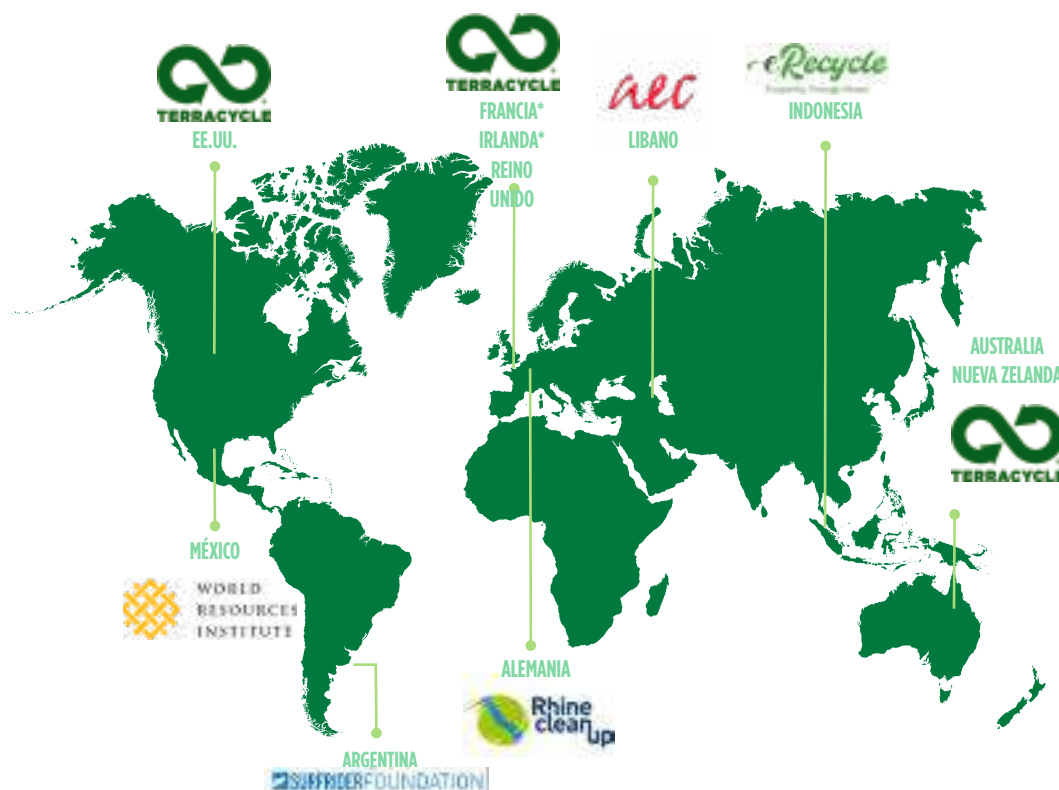 TERRACYCLE
EE.UU.
TERRACYCLE
FRANCIA*
IRLANDA*
REINO
UNIDO
aec
LIBANO
eRecycle
INDONESIA
AUSTRALIA
NUEVA ZELANDA
TERRACYCLE
MÉXICO
WORLD
RESOURCES
INSTITUTE
ALEMANIA
Rhine
clean
up
ARGENTINA
SURFRIDER FOUNDATION